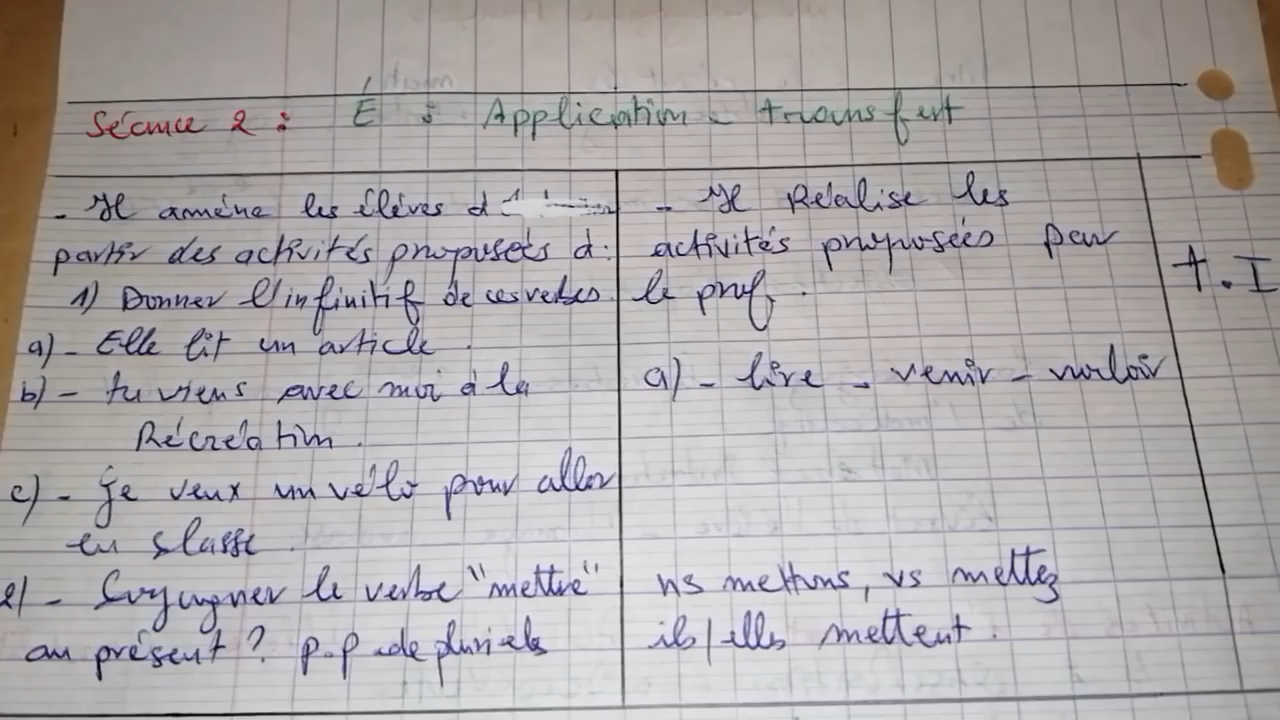 Séance 2 : É : Application - transfert
- Il amène les élèves d
partir des activités proposées d :
1) Donner l'infinitif de ces verbes
a) - Elle lit un article.
b) - tu viens avec moi à la
Récréation.
c) - Je veux un vélo pour aller
en classe.
2) - Conjuguer le verbe "mettre"
au présent ? p.p de pluriels
- Il Réalise les
activités proposées par
le prof.
a) - lire - venir - vouloir
ns mettons, vs mettez
ils/elles mettent.
t.I